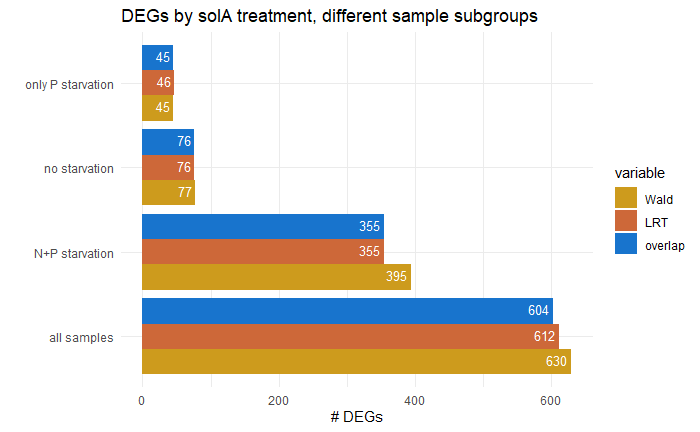 DEGs by solA treatment, different sample subgroups
only P starvation
45
46
45
no starvation
76
76
77
N+P starvation
355
355
395
all samples
604
612
630
0
200
400
600
# DEGs
variable
Wald
LRT
overlap